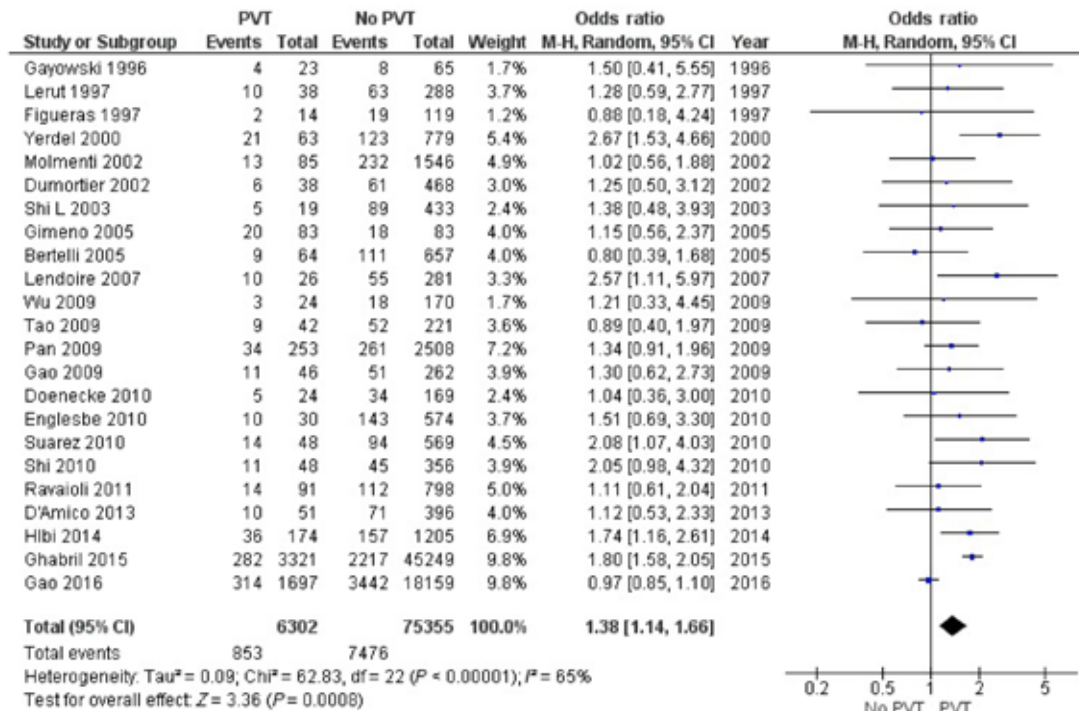 PVT No PVT Odds ratio Odds ratio
Study or Subgroup Events Total Events Total Weight M-H, Random, 95% CI Year M-H, Random, 95% CI
Gayowski 1996 4 23 8 65 1.7% 1.50 [0.41, 5.55] 1996
Lerut 1997 10 38 63 288 3.7% 1.28 [0.59, 2.77] 1997
Figueras 1997 2 14 19 119 1.2% 0.88 [0.18, 4.24] 1997
Yerdel 2000 21 63 123 779 5.4% 2.67 [1.53, 4.66] 2000
Molmenti 2002 13 85 232 1546 4.9% 1.02 [0.56, 1.88] 2002
Dumortier 2002 6 38 61 468 3.0% 1.25 [0.50, 3.12] 2002
Shi L 2003 5 19 89 433 2.4% 1.38 [0.48, 3.93] 2003
Gimeno 2005 20 83 18 83 4.0% 1.15 [0.56, 2.37] 2005
Bertelli 2005 9 64 111 657 4.0% 0.80 [0.39, 1.68] 2005
Lendoire 2007 10 26 55 281 3.3% 2.57 [1.11, 5.97] 2007
Wu 2009 3 24 18 170 1.7% 1.21 [0.33, 4.45] 2009
Tao 2009 9 42 52 221 3.6% 0.89 [0.40, 1.97] 2009
Pan 2009 34 253 261 2508 7.2% 1.34 [0.91, 1.96] 2009
Gao 2009 11 46 51 262 3.9% 1.30 [0.62, 2.73] 2009
Doenecke 2010 5 24 34 169 2.4% 1.04 [0.36, 3.00] 2010
Englesbe 2010 10 30 143 574 3.7% 1.51 [0.69, 3.30] 2010
Suarez 2010 14 48 94 569 4.5% 2.08 [1.07, 4.03] 2010
Shi 2010 11 48 45 356 3.9% 2.05 [0.98, 4.32] 2010
Ravaioli 2011 14 91 112 798 5.0% 1.11 [0.61, 2.04] 2011
D'Amico 2013 10 51 71 396 3.9% 1.12 [0.53, 2.33] 2013
Hlbi 2014 36 174 157 1205 6.9% 1.74 [1.16, 2.61] 2014
Ghabril 2015 282 3321 2217 45249 9.8% 1.80 [1.58, 2.05] 2015
Gao 2016 314 1697 3442 18159 9.8% 0.97 [0.85, 1.10] 2016
Total (95% CI) 6302 75355 100.0% 1.38 [1.14, 1.66]
Total events 853 7476
Heterogeneity: Tau² = 0.09; Chi² = 62.83, df = 22 (P < 0.00001); I² = 65%
Test for overall effect: Z = 3.36 (P = 0.0008)
0.2 0.5 1 2 5
No PVT PVT